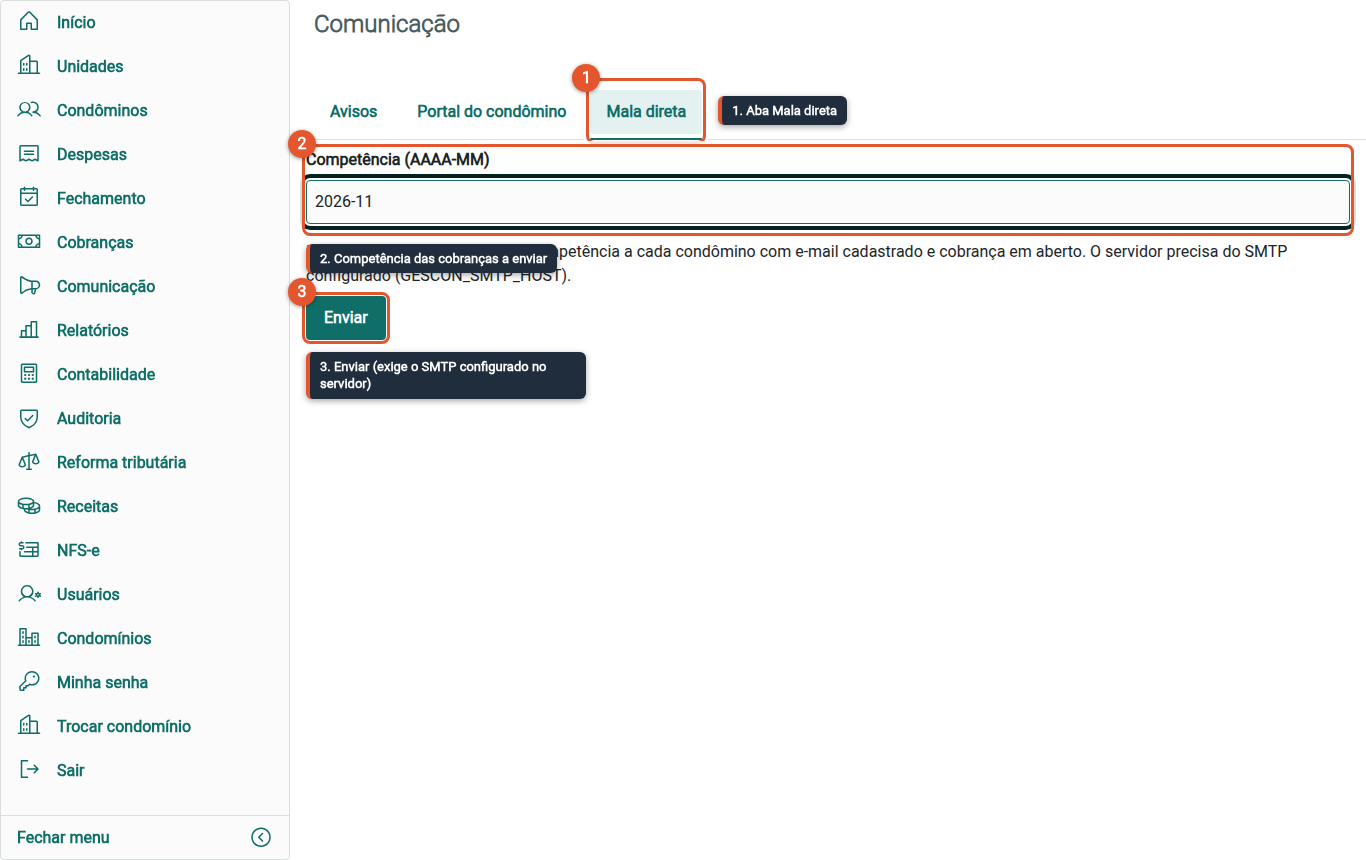 Início
Unidades
Condôminos
Despesas
Fechamento
Cobranças
Comunicação
Relatórios
Contabilidade
Auditoria
Reforma tributária
Receitas
NFS-e
Usuários
Condomínios
Minha senha
Trocar condomínio
Sair
Fechar menu
Comunicação
1
Avisos
Portal do condômino
Mala direta
1. Aba Mala direta
2
Competência (AAAA-MM)
2026-11
2. Competência das cobranças a enviar
a cada condômino com e-mail cadastrado e cobrança em aberto. O servidor precisa do SMTP
configurado (GESCON_SMTP_HOST).
3
Enviar
3. Enviar (exige o SMTP configurado no
servidor)